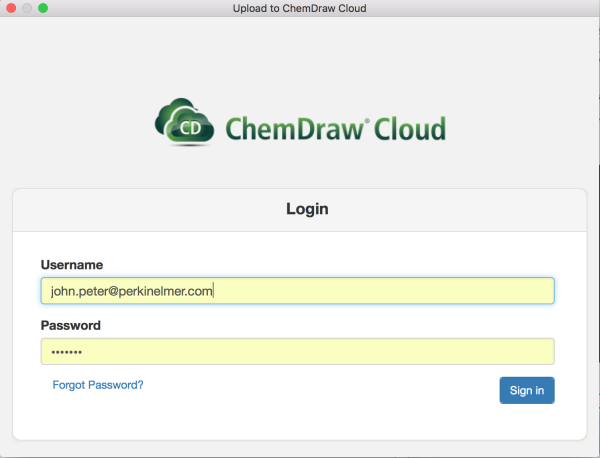 Upload to ChemDraw Cloud
CD ChemDraw® Cloud
Login
Username
john.peter@perkinelmer.com
Password
•••••••
Forgot Password?
Sign in